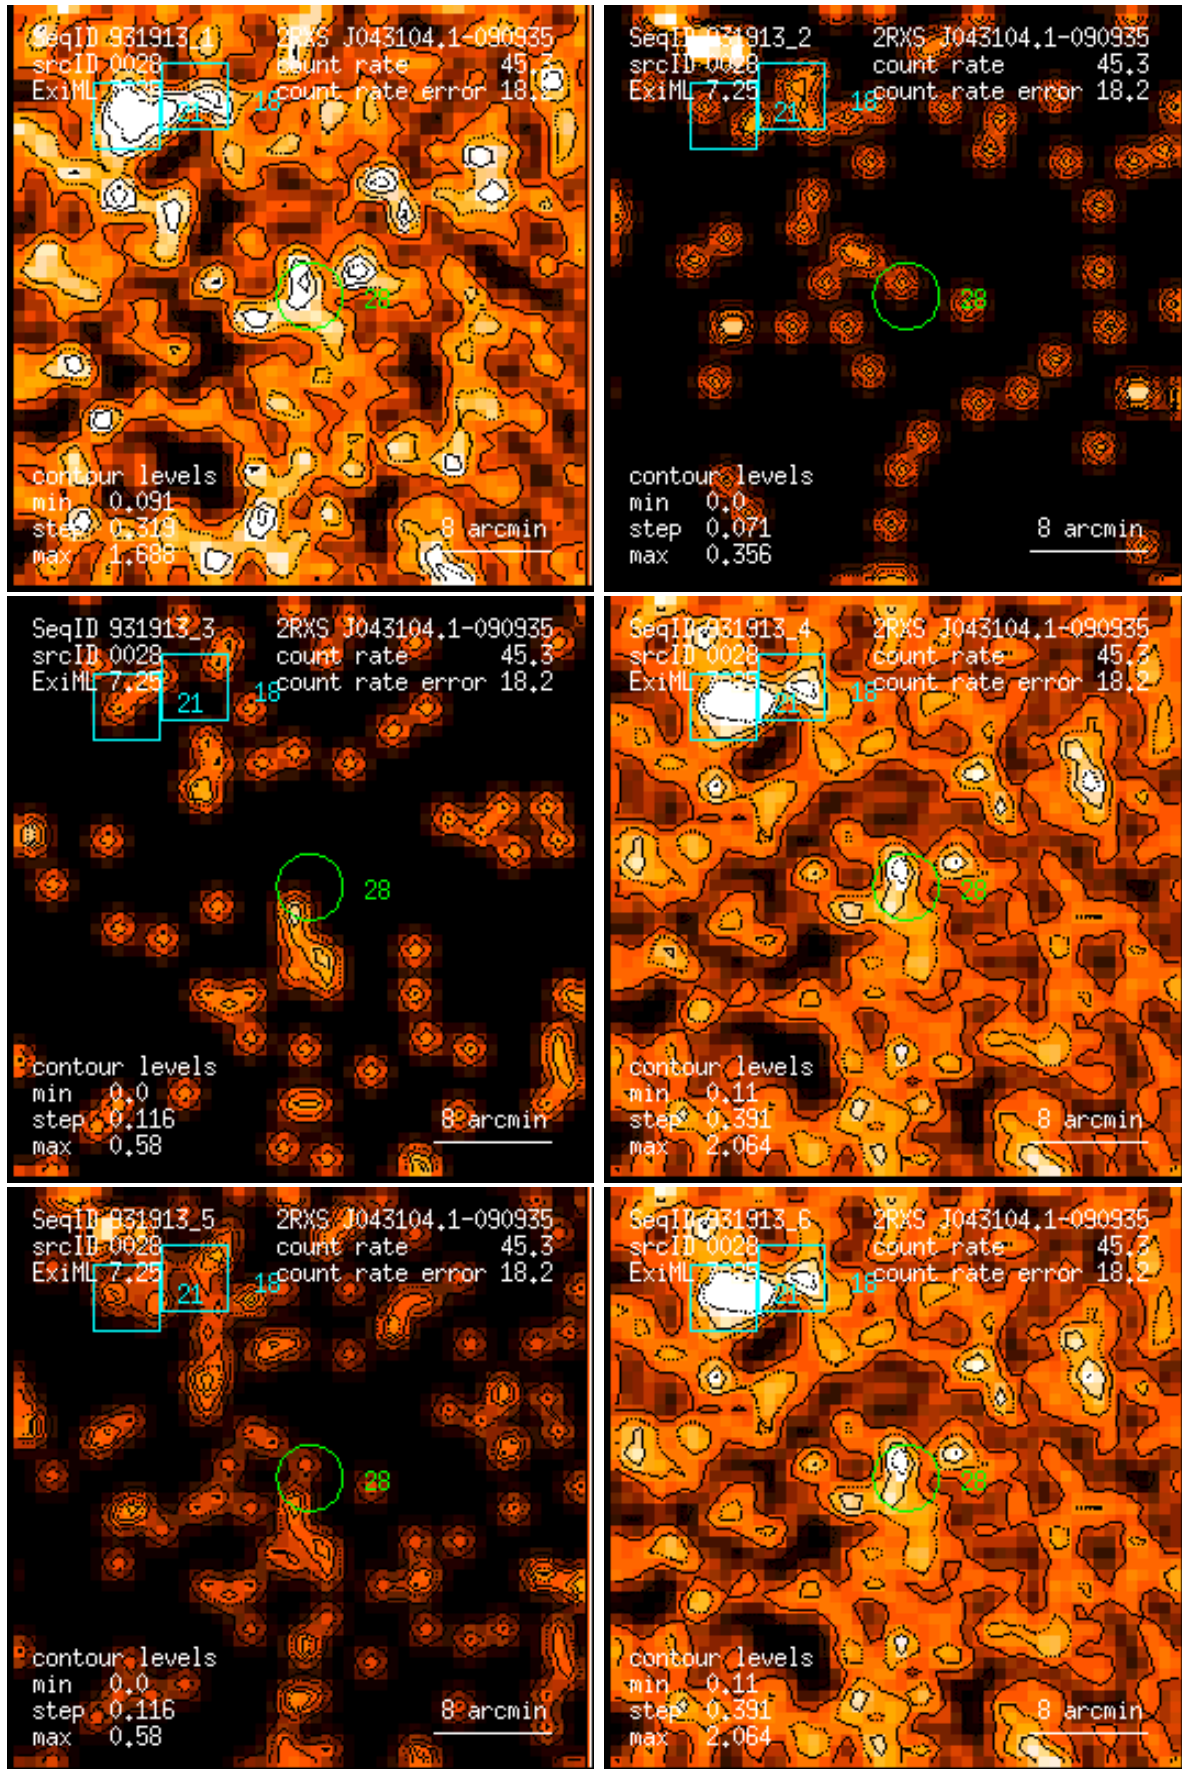 SeqID 931913_1 2RXS J043104.1-090935
srcID 0028 count rate 45.3
ExiML 7.25 count rate error 18.2
21 18
28
contour levels
min 0.091
step 0.319 8 arcmin
max 1.688
SeqID 931913_2 2RXS J043104.1-090935
srcID 0028 count rate 45.3
ExiML 7.25 count rate error 18.2
21 18
28
contour levels
min 0.0
step 0.071 8 arcmin
max 0.356
SeqID 931913_3 2RXS J043104.1-090935
srcID 0028 count rate 45.3
ExiML 7.25 count rate error 18.2
21 18
28
contour levels
min 0.0
step 0.116 8 arcmin
max 0.58
SeqID 931913_4 2RXS J043104.1-090935
srcID 0028 count rate 45.3
ExiML 7.25 count rate error 18.2
21 18
28
contour levels
min 0.11
step 0.391 8 arcmin
max 2.064
SeqID 931913_5 2RXS J043104.1-090935
srcID 0028 count rate 45.3
ExiML 7.25 count rate error 18.2
21 18
28
contour levels
min 0.0
step 0.116 8 arcmin
max 0.58
SeqID 931913_6 2RXS J043104.1-090935
srcID 0028 count rate 45.3
ExiML 7.25 count rate error 18.2
21 18
28
contour levels
min 0.11
step 0.391 8 arcmin
max 2.064